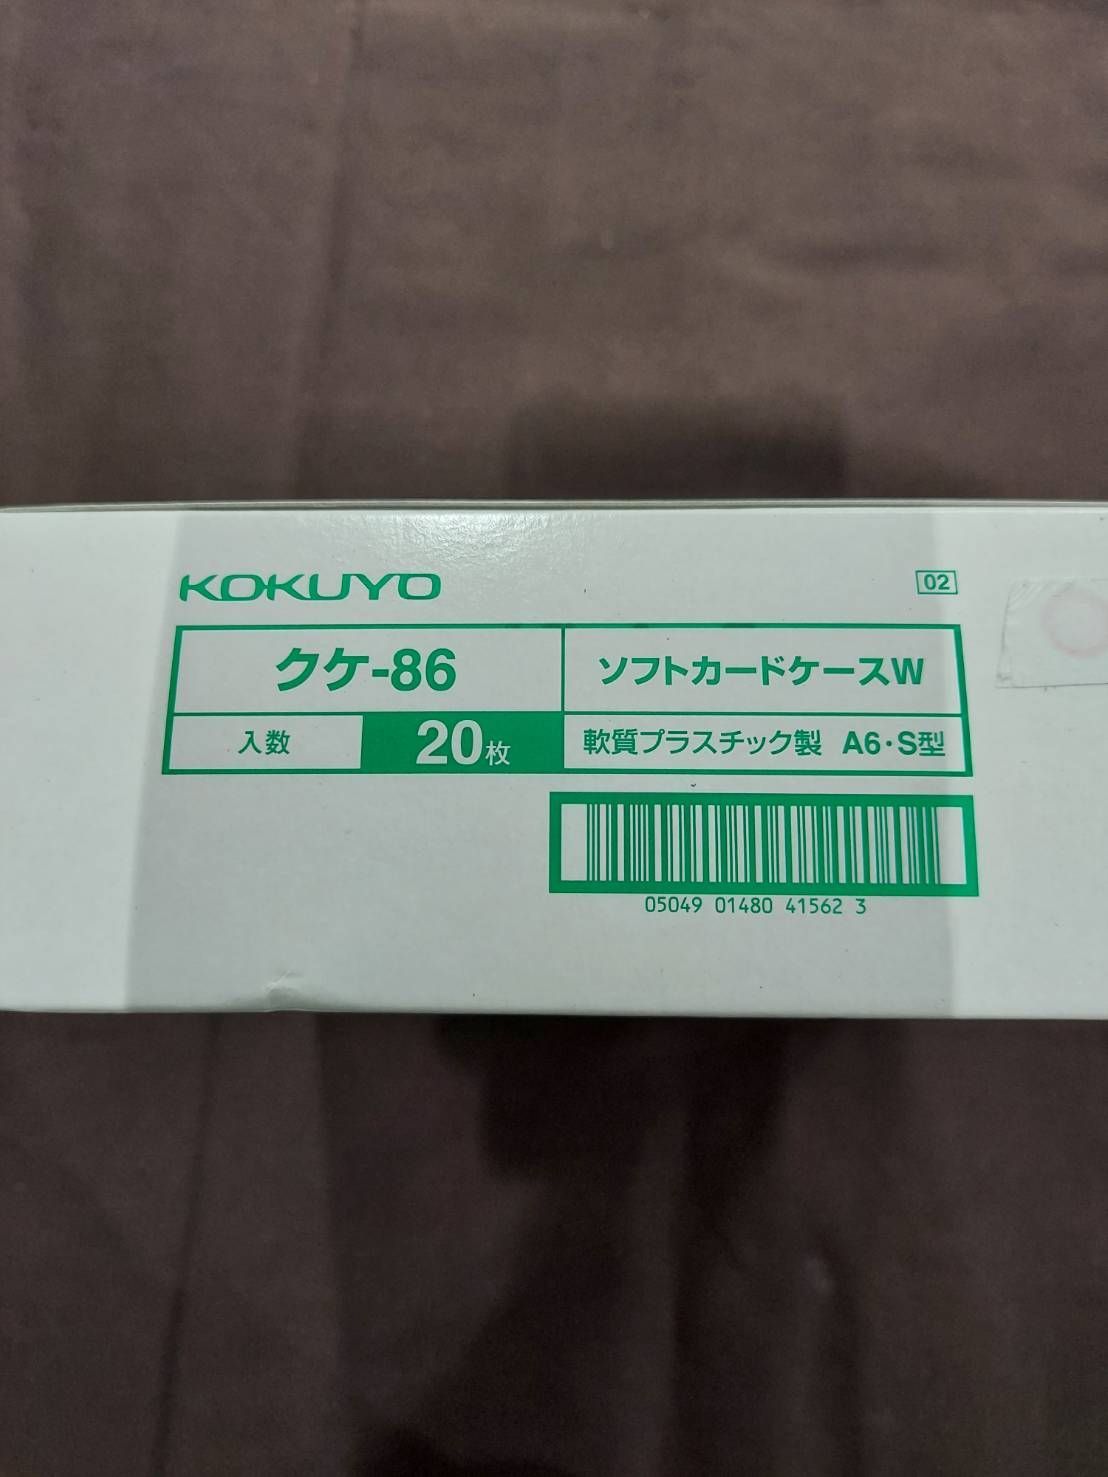 KOKUYO
02
クケ-86
ソフトカードケースW
入数
20枚
軟質プラスチック製 A6・S型
05049 01480 41562 3